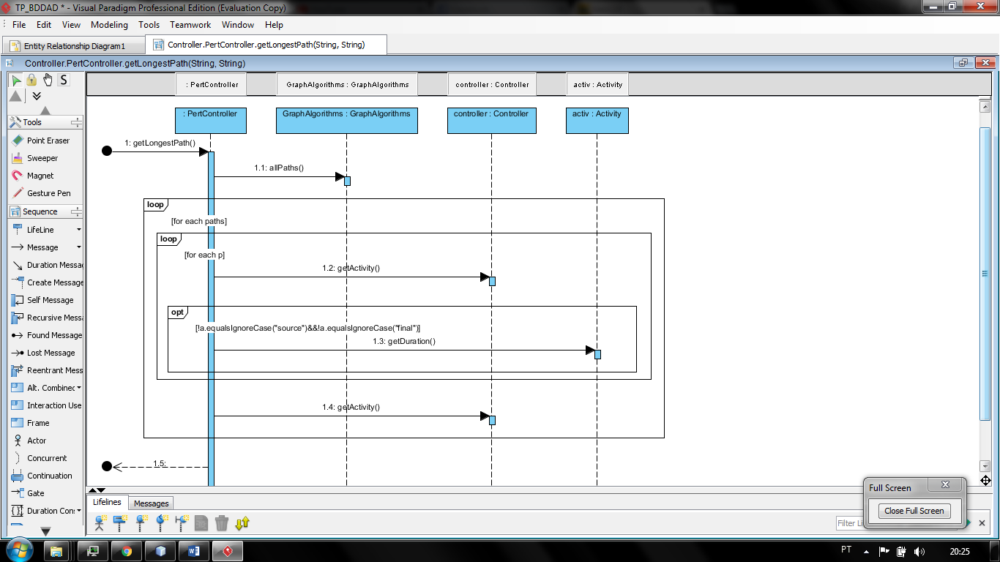 TP_BDDAD * - Visual Paradigm Professional Edition (Evaluation Copy)
File Edit View Modeling Tools Teamwork Window Help
Entity Relationship Diagram1
Controller.PertController.getLongestPath(String, String)
Controller.PertController.getLongestPath(String, String)
S
: PertController
GraphAlgorithms : GraphAlgorithms
controller : Controller
activ : Activity
: PertController
GraphAlgorithms : GraphAlgorithms
controller : Controller
activ : Activity
Tools
Point Eraser
Sweeper
Magnet
Gesture Pen
Sequence
LifeLine
Message
Duration Messa
Create Message
Self Message
Recursive Messa
Found Message
Lost Message
Reentrant Mess
Alt. Combined
Interaction Use
Frame
Actor
Concurrent
Continuation
Gate
Duration Cons
1: getLongestPath()
1.1: allPaths()
loop
[for each paths]
loop
[for each p]
1.2: getActivity()
opt
[!a.equalsIgnoreCase("source")&&!a.equalsIgnoreCase("final")]
1.3: getDuration()
1.4: getActivity()
1.5:
Lifelines
Messages
Filter Li
Full Screen
Close Full Screen
PT
20:25